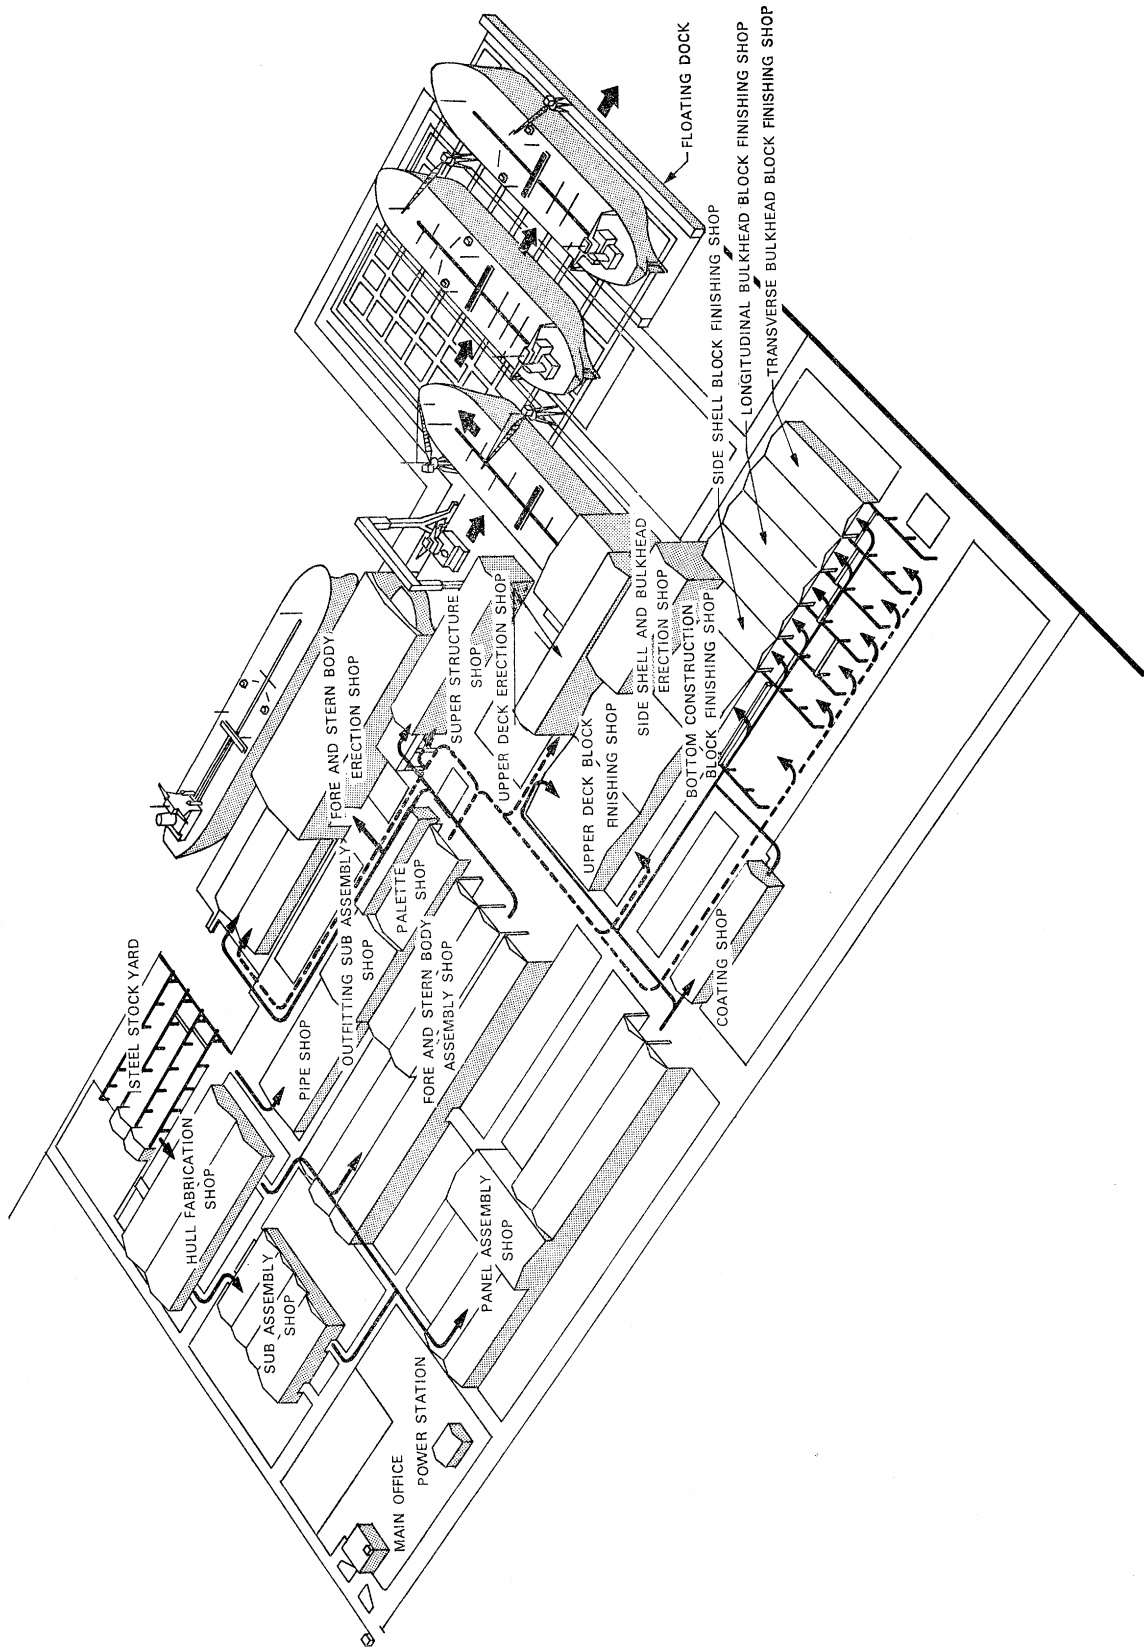 STEEL STOCK YARD
HULL FABRICATION
SHOP
SUB ASSEMBLY
SHOP
MAIN OFFICE
POWER STATION
PANEL ASSEMBLY
SHOP
PIPE SHOP
OUTFITTING SUB ASSEMBLY
SHOP
PALETTE
SHOP
FORE AND STERN BODY
ASSEMBLY SHOP
FORE AND STERN BODY
ERECTION SHOP
SUPER STRUCTURE
SHOP
UPPER DECK ERECTION SHOP
UPPER DECK BLOCK
FINISHING SHOP
SIDE SHELL AND BULKHEAD
ERECTION SHOP
BOTTOM CONSTRUCTION
BLOCK FINISHING SHOP
COATING SHOP
SIDE SHELL BLOCK FINISHING SHOP
LONGITUDINAL BULKHEAD BLOCK FINISHING SHOP
TRANSVERSE BULKHEAD BLOCK FINISHING SHOP
FLOATING DOCK